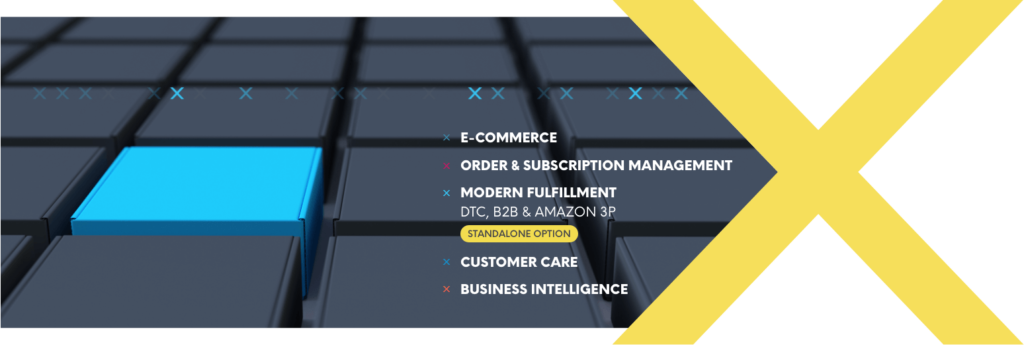 E-COMMERCE
ORDER & SUBSCRIPTION MANAGEMENT
MODERN FULFILLMENT
DTC, B2B & AMAZON 3P
STANDALONE OPTION
CUSTOMER CARE
BUSINESS INTELLIGENCE